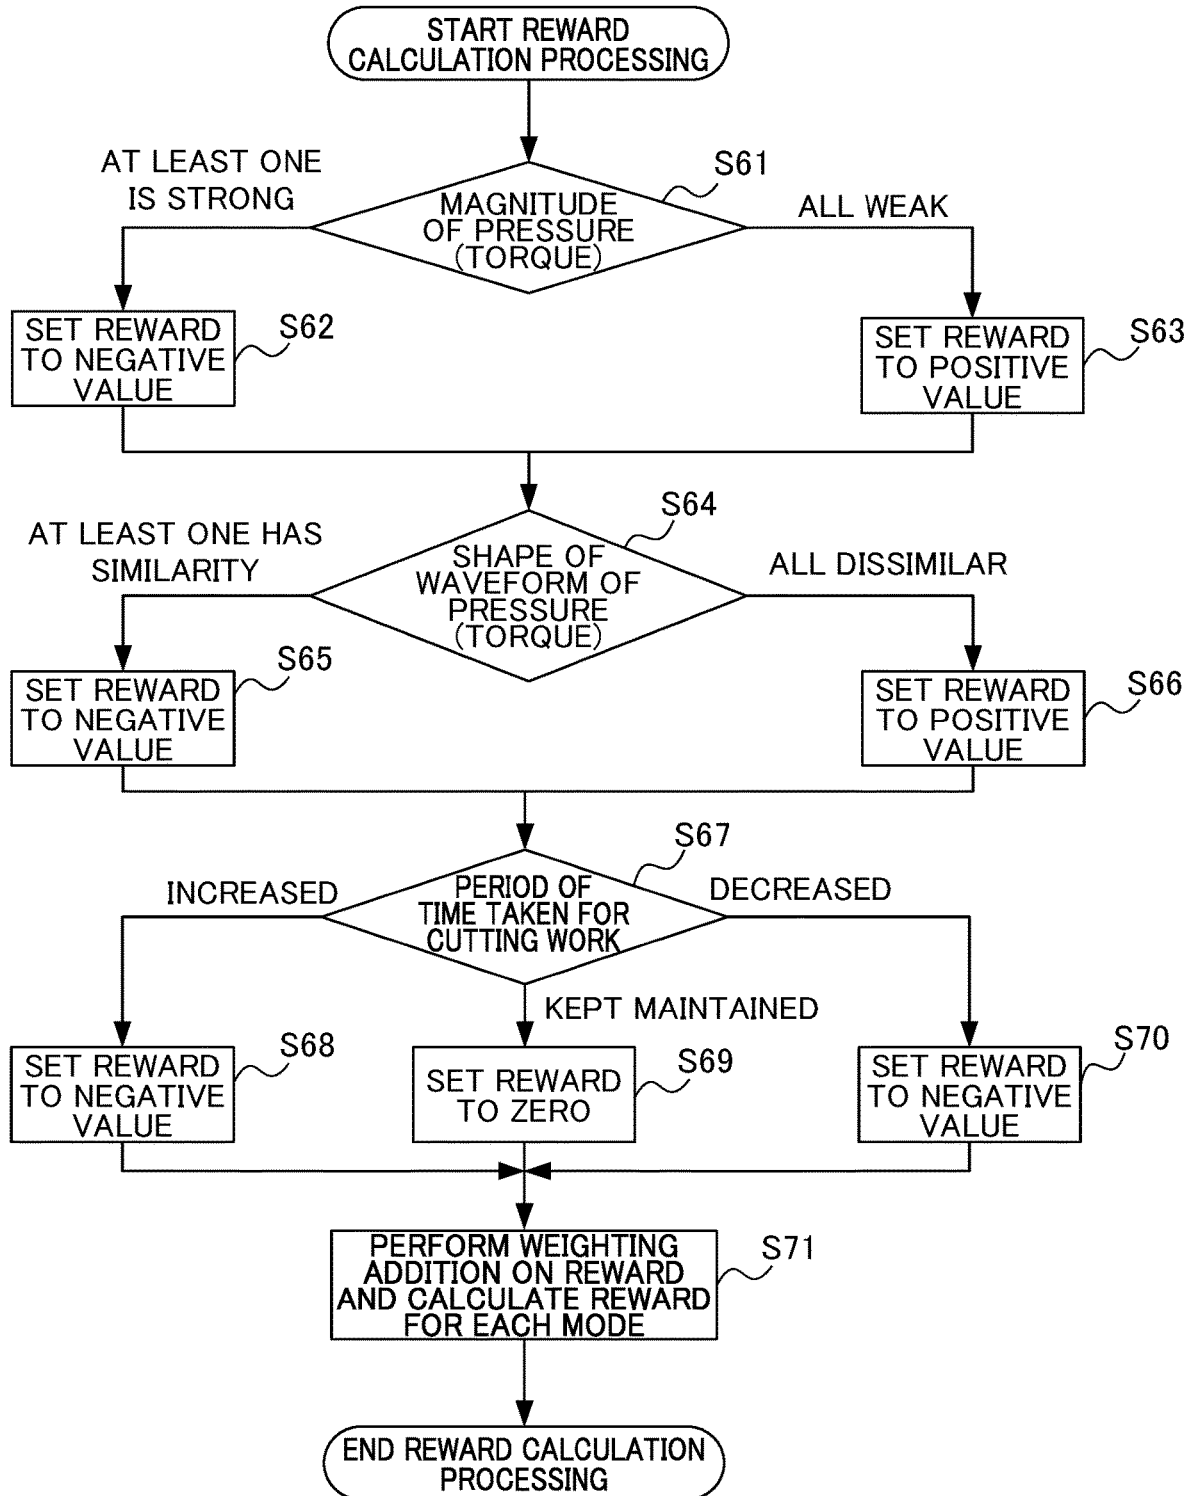 START REWARD
CALCULATION PROCESSING
AT LEAST ONE
IS STRONG
S61
MAGNITUDE
OF PRESSURE
(TORQUE)
ALL WEAK
SET REWARD
TO NEGATIVE
VALUE
S62
SET REWARD
TO POSITIVE
VALUE
S63
AT LEAST ONE HAS
SIMILARITY
S64
SHAPE OF
WAVEFORM OF
PRESSURE
(TORQUE)
ALL DISSIMILAR
SET REWARD
TO NEGATIVE
VALUE
S65
SET REWARD
TO POSITIVE
VALUE
S66
INCREASED
S67
PERIOD OF
TIME TAKEN FOR
CUTTING WORK
DECREASED
KEPT MAINTAINED
SET REWARD
TO NEGATIVE
VALUE
S68
SET REWARD
TO ZERO
S69
SET REWARD
TO NEGATIVE
VALUE
S70
PERFORM WEIGHTING
ADDITION ON REWARD
AND CALCULATE REWARD
FOR EACH MODE
S71
END REWARD CALCULATION
PROCESSING